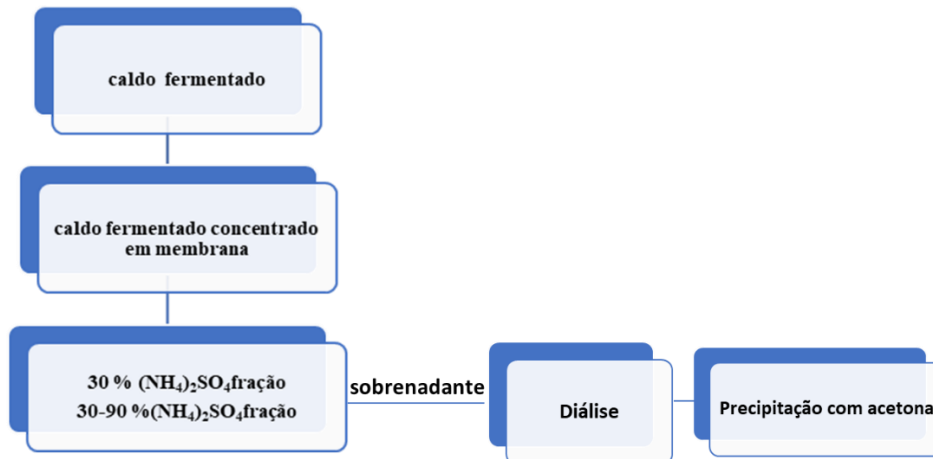 caldo fermentado
caldo fermentado concentrado
em membrana
30 % (NH₄)₂SO₄fração
30-90 %(NH₄)₂SO₄fração
sobrenadante
Diálise
Precipitação com acetona